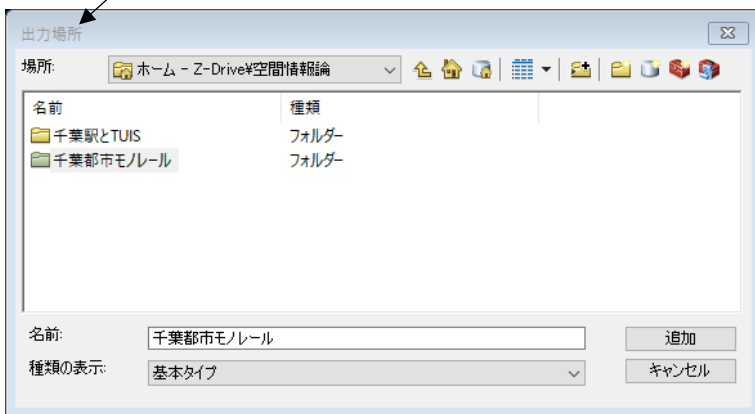 出力場所
場所: ホーム - Z-Drive¥空間情報論
名前 種類
千葉駅とTUIS フォルダー
千葉都市モノレール フォルダー
名前: 千葉都市モノレール 追加
種類の表示: 基本タイプ キャンセル